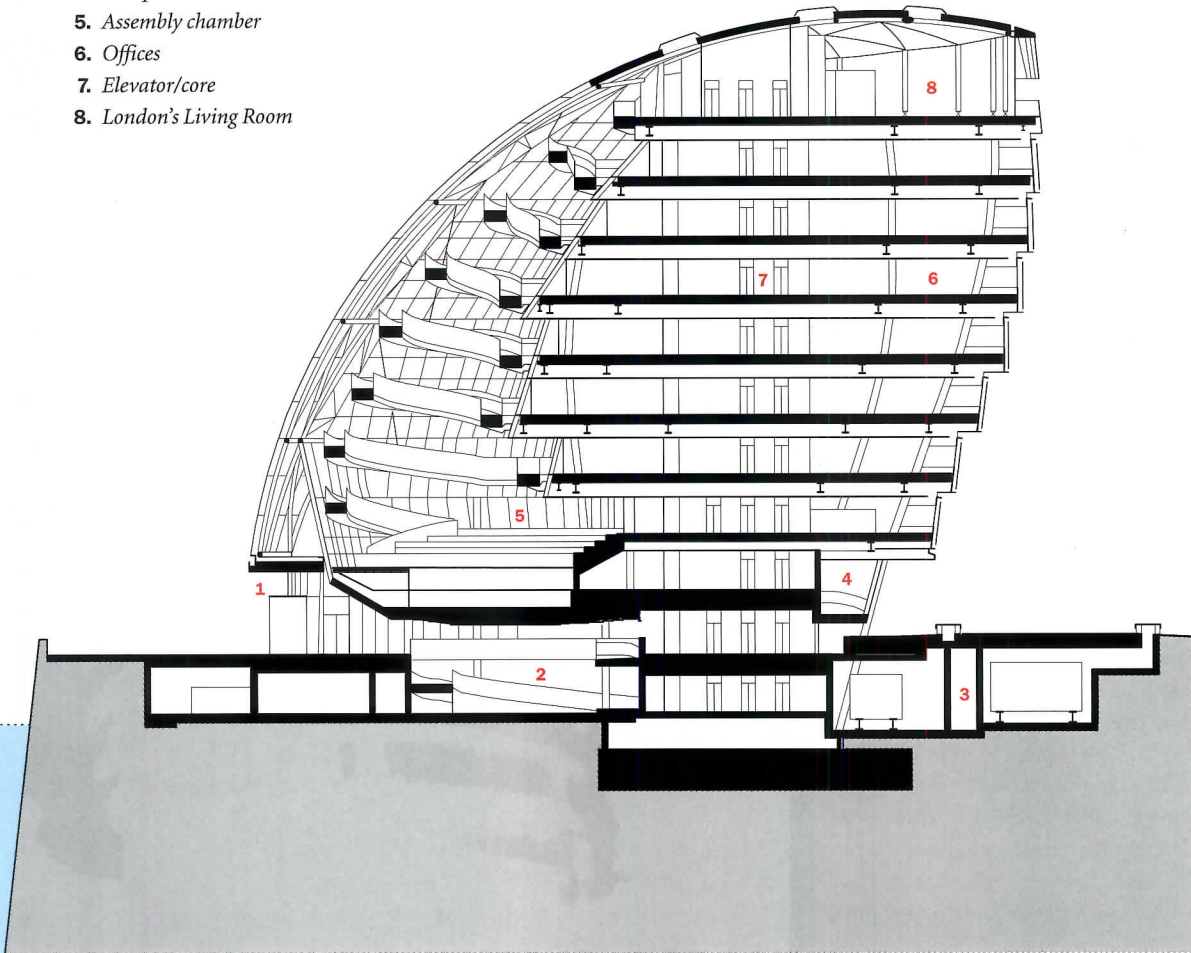 5. Assembly chamber
6. Offices
7. Elevator/core
8. London's Living Room
8
7
6
5
4
1
2
3